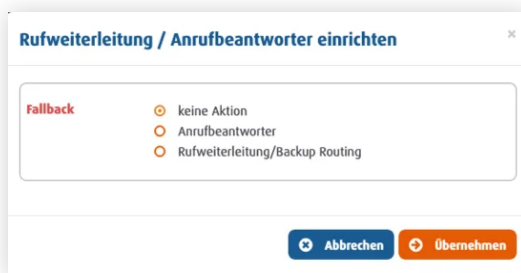 Rufweiterleitung / Anrufbeantworter einrichten
Fallback
keine Aktion
Anrufbeantworter
Rufweiterleitung/Backup Routing
Abbrechen
Übernehmen